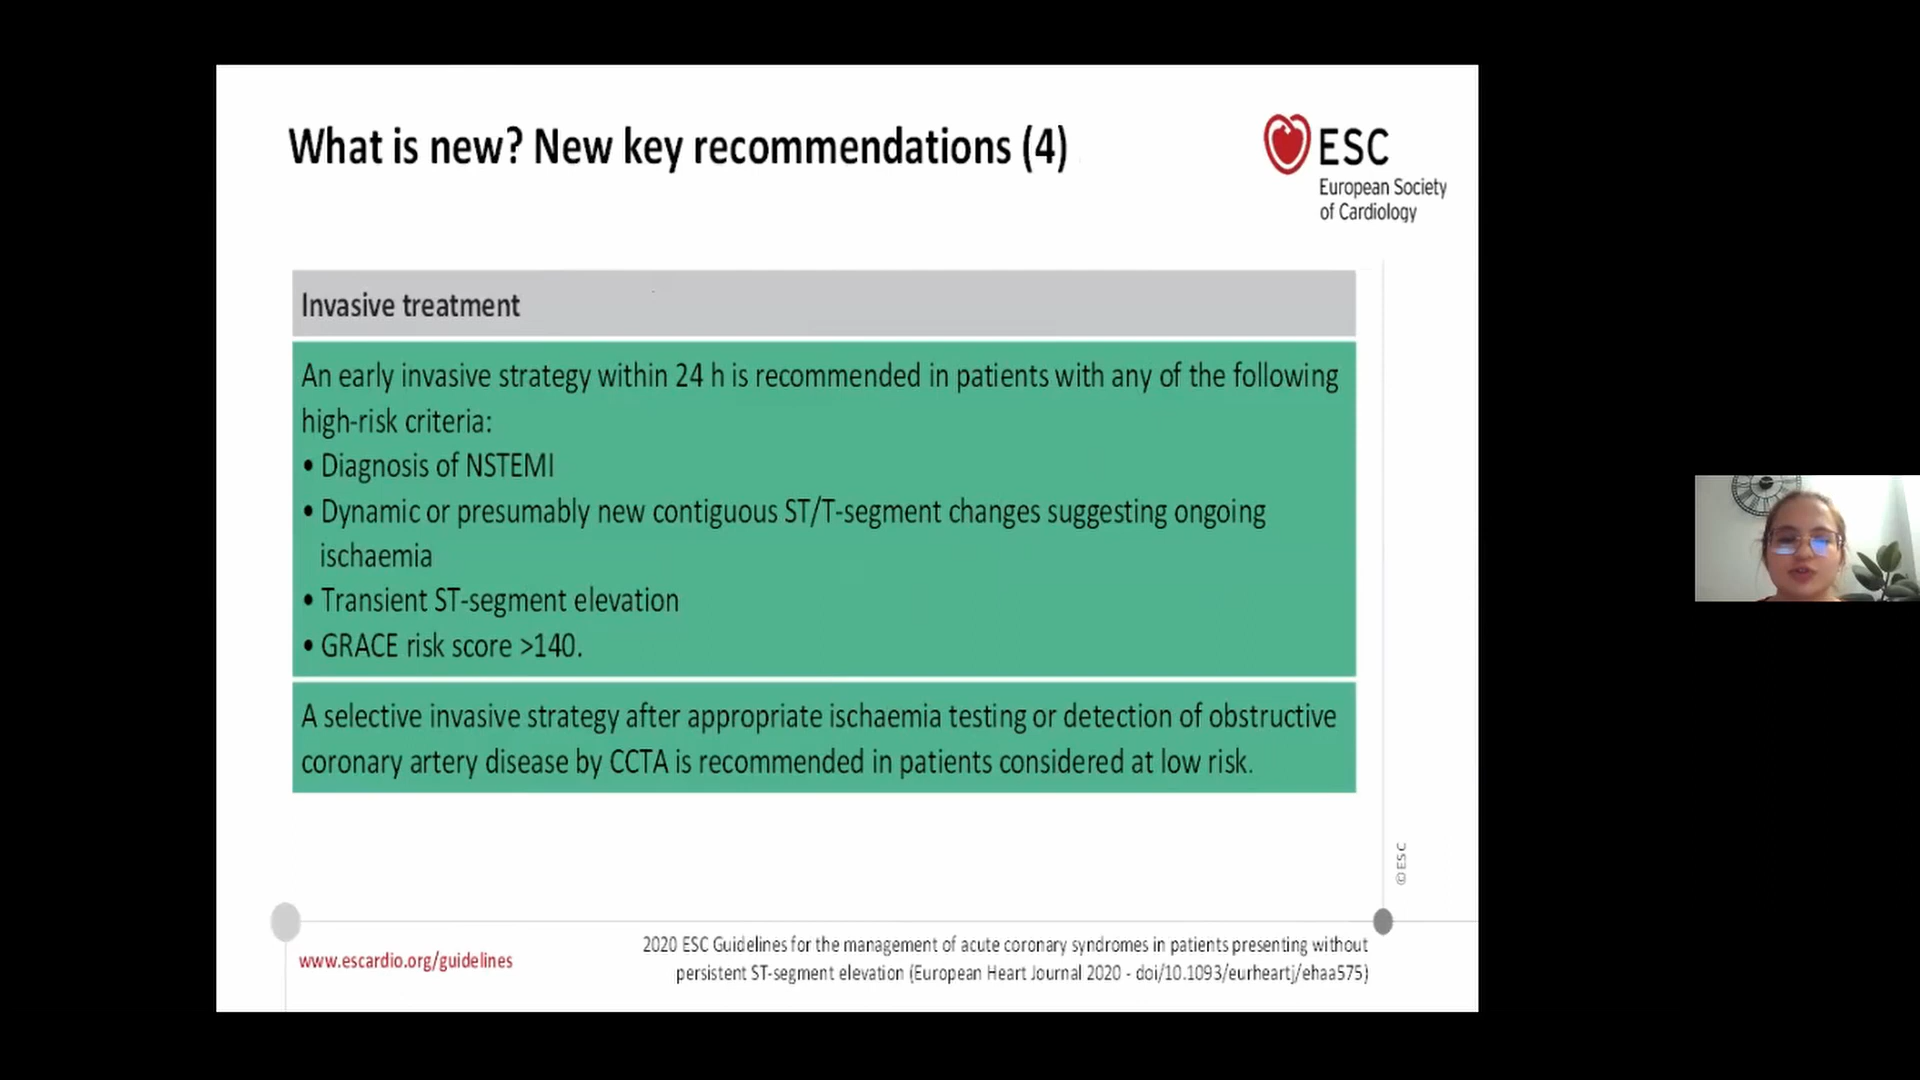 What is new? New key recommendations (4)
ESC
European Society
of Cardiology
Invasive treatment
An early invasive strategy within 24 h is recommended in patients with any of the following
high-risk criteria:
• Diagnosis of NSTEMI
• Dynamic or presumably new contiguous ST/T-segment changes suggesting ongoing
ischaemia
• Transient ST-segment elevation
• GRACE risk score >140.
A selective invasive strategy after appropriate ischaemia testing or detection of obstructive
coronary artery disease by CCTA is recommended in patients considered at low risk.
©ESC
www.escardio.org/guidelines
2020 ESC Guidelines for the management of acute coronary syndromes in patients presenting without
persistent ST-segment elevation (European Heart Journal 2020 - doi/10.1093/eurheartj/ehaa575)